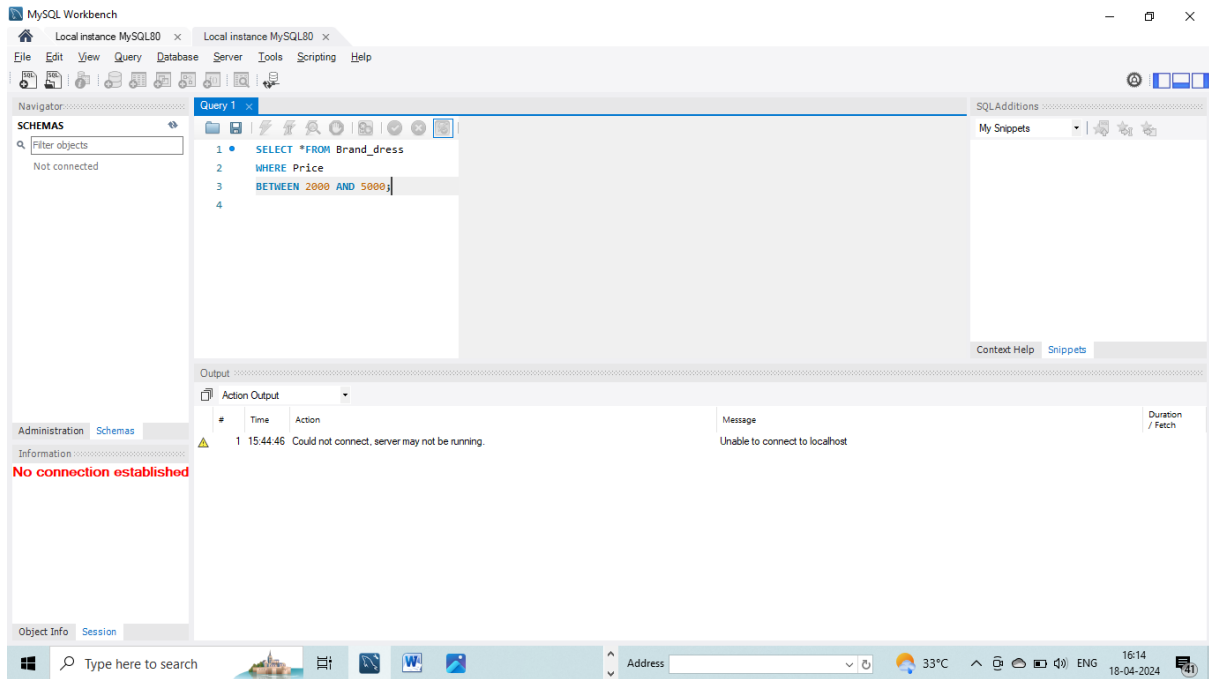 MySQL Workbench
Local instance MySQL80 × Local instance MySQL80 ×
File Edit View Query Database Server Tools Scripting Help
Navigator
SCHEMAS
Filter objects
Not connected
Administration Schemas
Information
No connection established
Object Info Session
Query 1 ×
1 SELECT *FROM Brand_dress
2 WHERE Price
3 BETWEEN 2000 AND 5000;
4
SQLAdditions
My Snippets
Context Help Snippets
Output
Action Output
# Time Action Message Duration / Fetch
1 15:44:46 Could not connect, server may not be running. Unable to connect to localhost
Type here to search Address 33°C ENG 16:14
18-04-2024 41